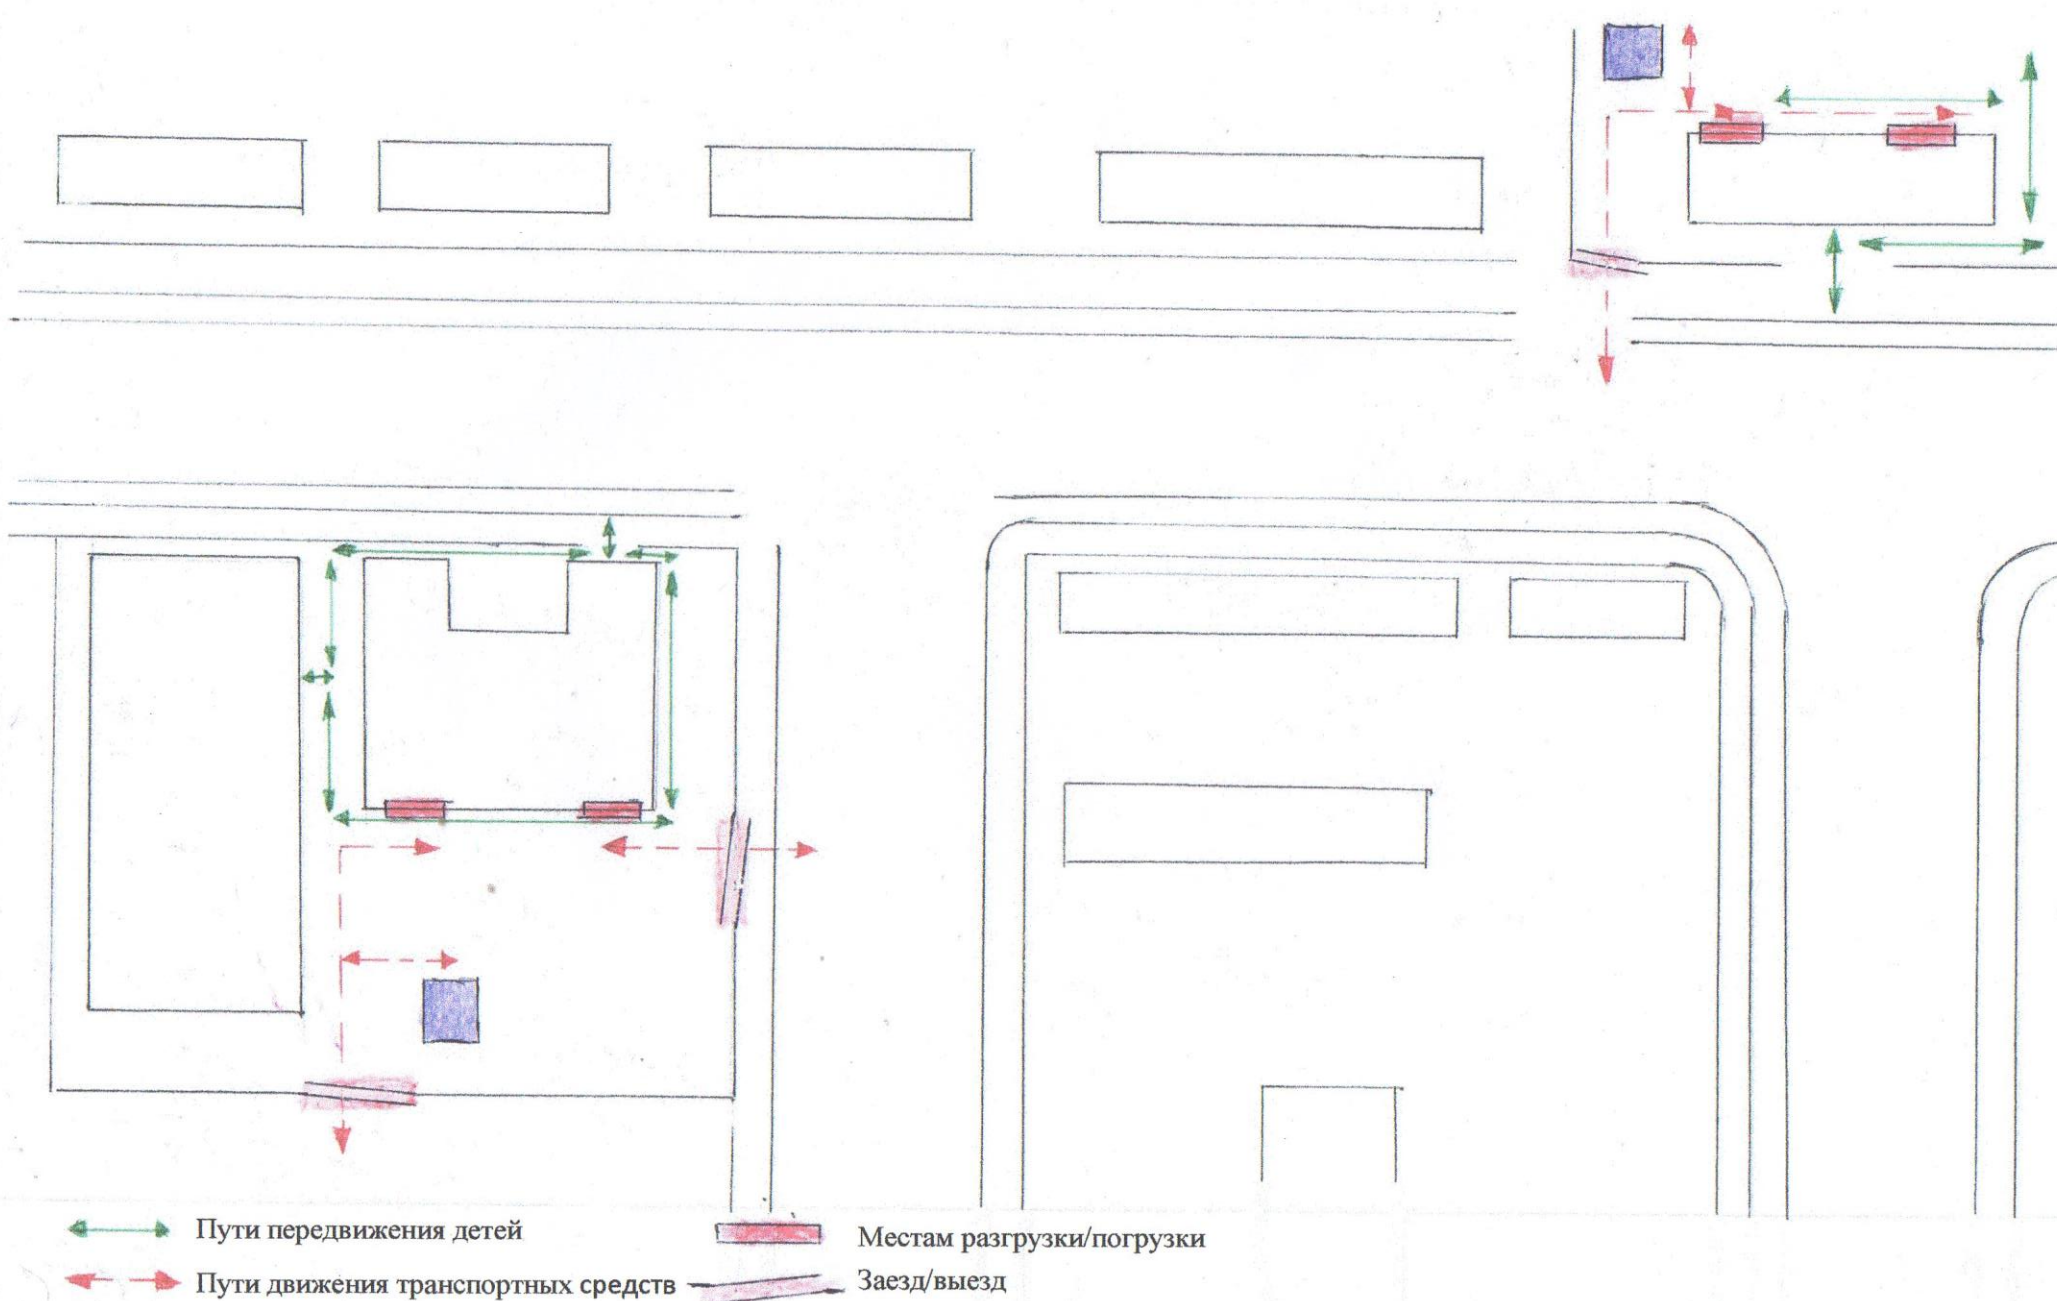 Пути передвижения детей
Местам разгрузки/погрузки
Пути движения транспортных средств
Заезд/выезд